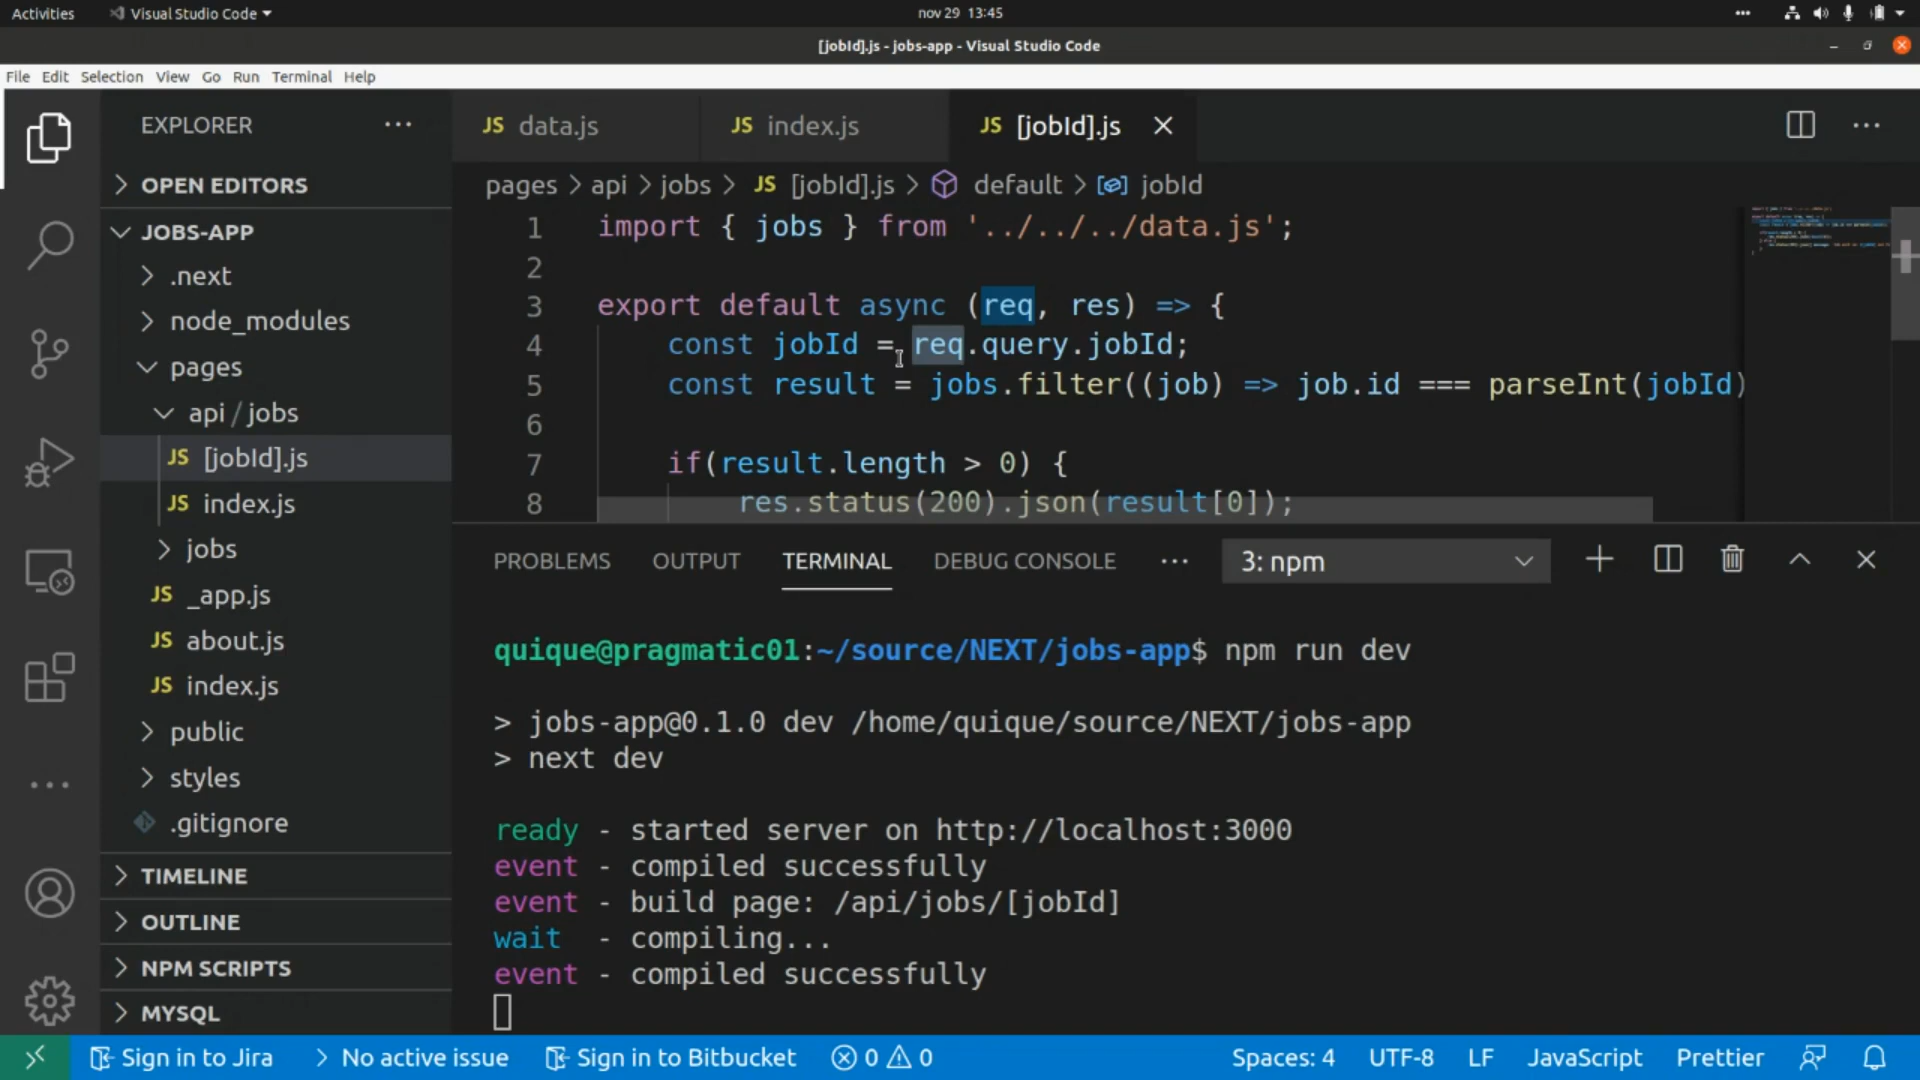 Activities Visual Studio Code nov 29 13:45
[jobId].js - jobs-app - Visual Studio Code
File Edit Selection View Go Run Terminal Help
EXPLORER
OPEN EDITORS
JOBS-APP
.next
node_modules
pages
api / jobs
JS [jobId].js
JS index.js
jobs
JS _app.js
JS about.js
JS index.js
public
styles
.gitignore
TIMELINE
OUTLINE
NPM SCRIPTS
MYSQL
JS data.js JS index.js JS [jobId].js
pages > api > jobs > JS [jobId].js > default > jobId
1 import { jobs } from '../../../data.js';
2
3 export default async (req, res) => {
4 const jobId = req.query.jobId;
5 const result = jobs.filter((job) => job.id === parseInt(jobId)
6
7 if(result.length > 0) {
8 res.status(200).json(result[0]);
PROBLEMS OUTPUT TERMINAL DEBUG CONSOLE 3: npm
quique@pragmatic01:~/source/NEXT/jobs-app$ npm run dev
> jobs-app@0.1.0 dev /home/quique/source/NEXT/jobs-app
> next dev
ready - started server on http://localhost:3000
event - compiled successfully
event - build page: /api/jobs/[jobId]
wait - compiling...
event - compiled successfully
Sign in to Jira No active issue Sign in to Bitbucket 0 0 Spaces: 4 UTF-8 LF JavaScript Prettier